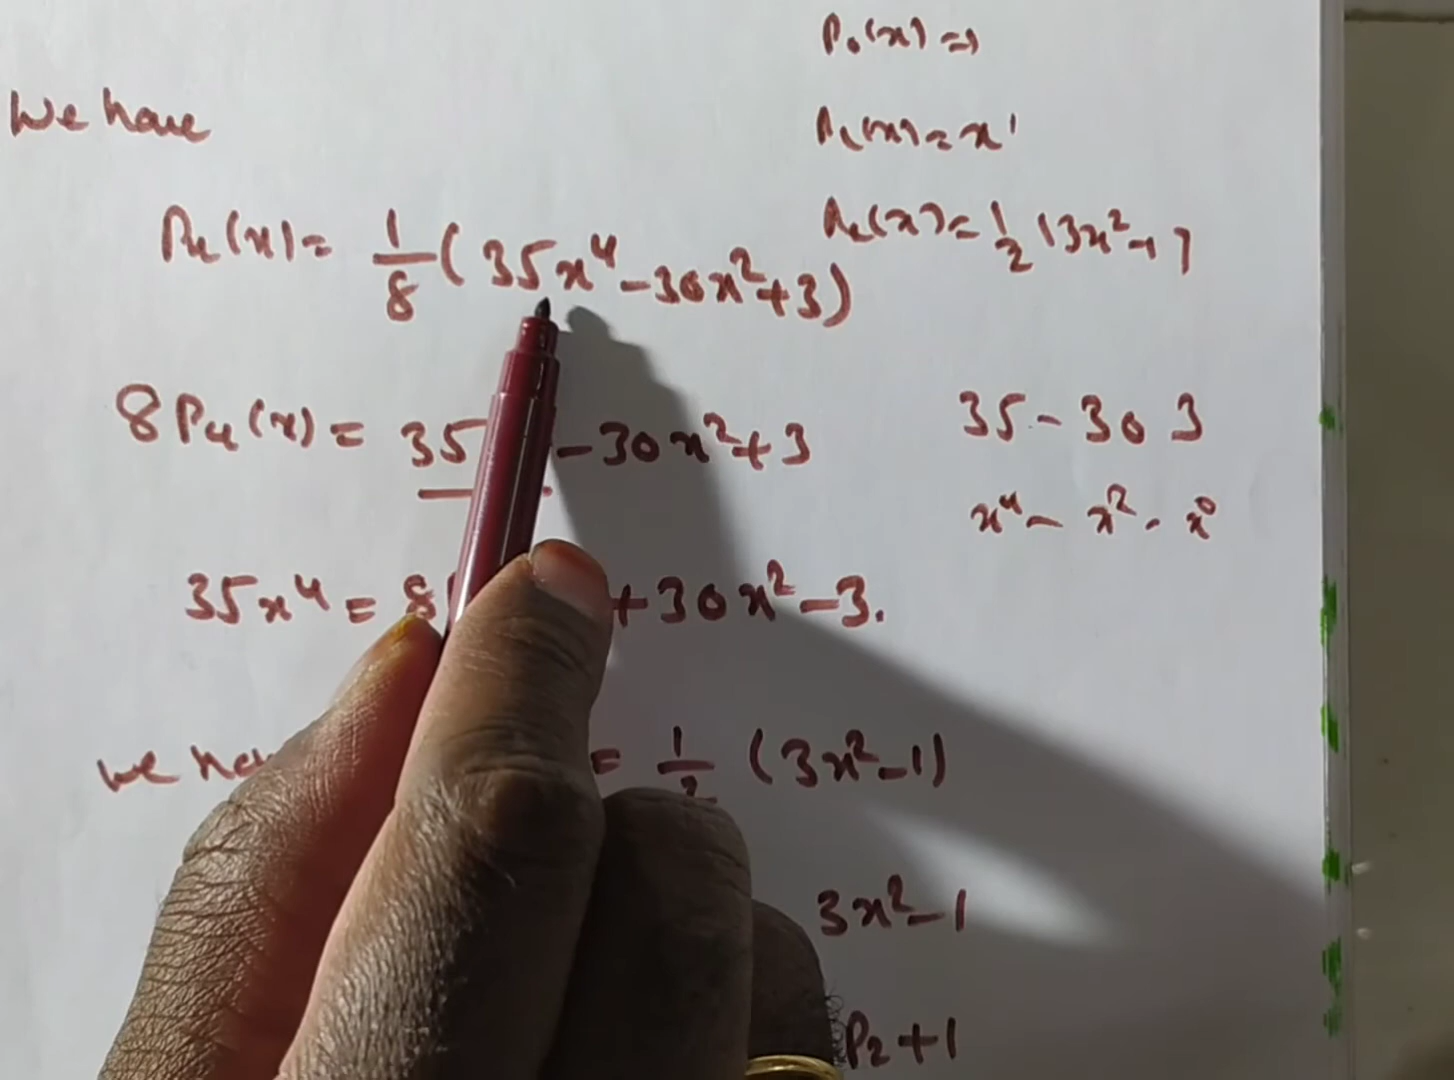 P₀(x) = 1
We have
P₁(x) = x¹
P₄(x) = 1/8 ( 35x⁴ - 30x² + 3 )
P₂(x) = 1/2 (3x² - 1)
8P₄(x) = 35 - 30x² + 3
35 - 30 3
x⁴ - x² - x⁰
35x⁴ = 8 + 30x² - 3.
we = 1/2 (3x² - 1)
3x² - 1
P₂ + 1